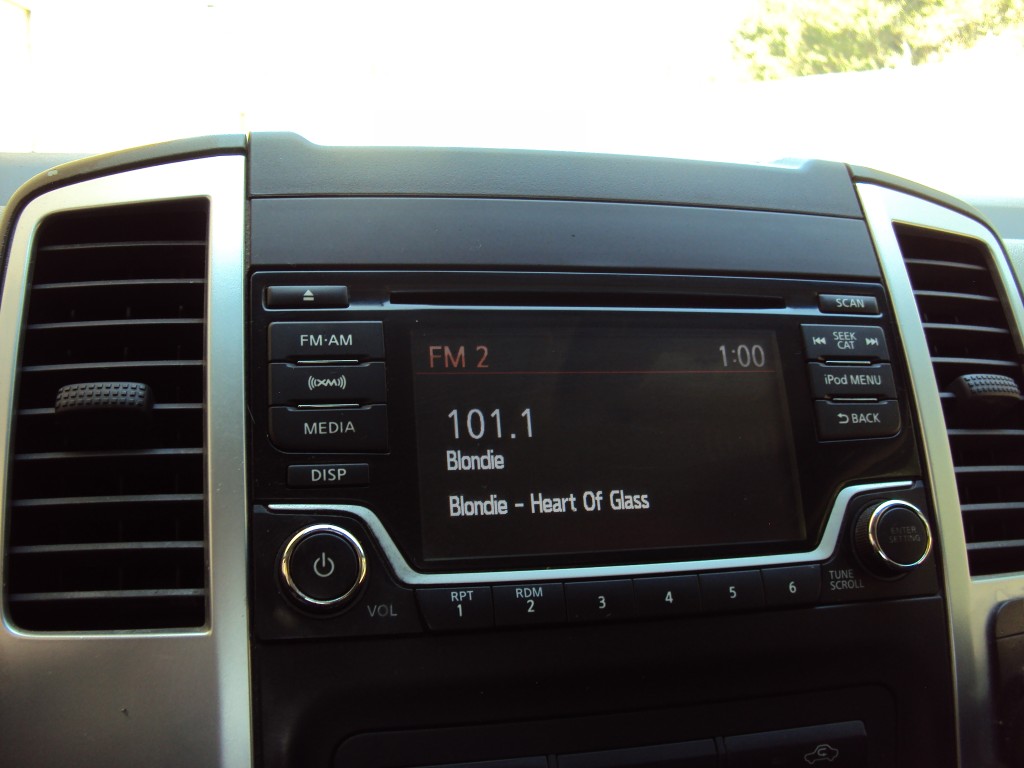 SCAN
FM·AM
SEEK
CAT
FM 2
1:00
((XM))
iPod MENU
MEDIA
101.1
BACK
Blondie
DISP
Blondie - Heart Of Glass
ENTER
SETTING
VOL
RPT
1
RDM
2
3
4
5
6
TUNE
SCROLL